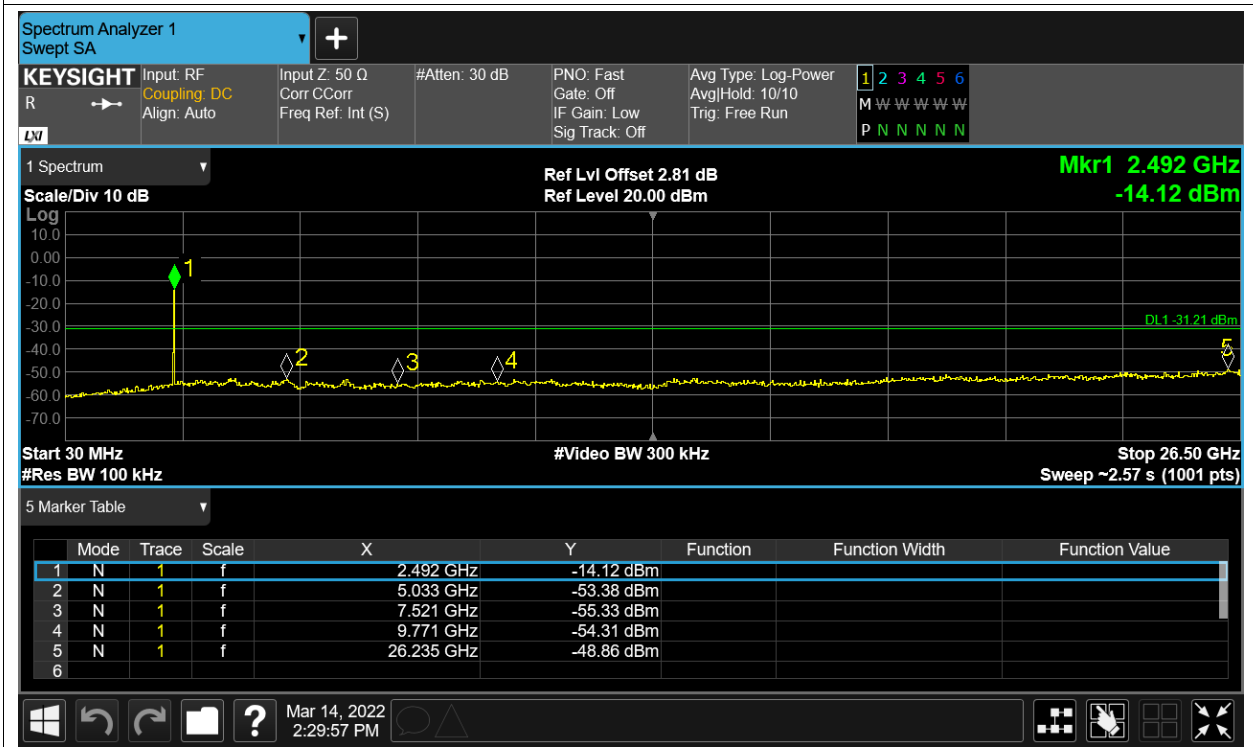 Spectrum Analyzer 1
Swept SA
KEYSIGHT Input: RF Input Z: 50 Ω #Atten: 30 dB PNO: Fast Avg Type: Log-Power 1 2 3 4 5 6
R Coupling: DC Corr CCorr Gate: Off Avg|Hold: 10/10 M W W W W W
Align: Auto Freq Ref: Int (S) IF Gain: Low Trig: Free Run
LXI Sig Track: Off P N N N N N
1 Spectrum Ref Lvl Offset 2.81 dB Mkr1 2.492 GHz
Scale/Div 10 dB Ref Level 20.00 dBm -14.12 dBm
Log
10.0
0.00
1
-10.0
-20.0
DL1 -31.21 dBm
-30.0
-40.0
2 3 4 5
-50.0
-60.0
-70.0
Start 30 MHz #Video BW 300 kHz Stop 26.50 GHz
#Res BW 100 kHz Sweep ~2.57 s (1001 pts)
5 Marker Table
Mode Trace Scale X Y Function Function Width Function Value
1 N 1 f 2.492 GHz -14.12 dBm
2 N 1 f 5.033 GHz -53.38 dBm
3 N 1 f 7.521 GHz -55.33 dBm
4 N 1 f 9.771 GHz -54.31 dBm
5 N 1 f 26.235 GHz -48.86 dBm
6
? Mar 14, 2022
2:29:57 PM